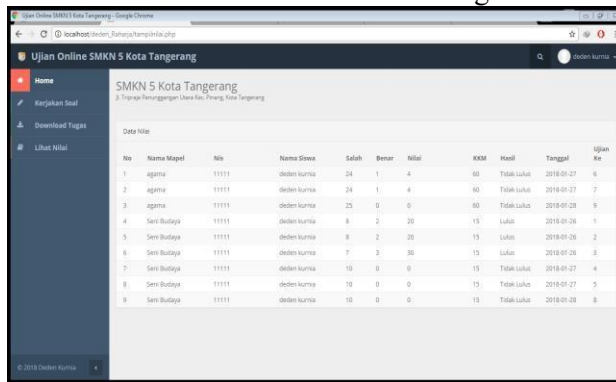 Ujian Online SMKN 5 Kota Tangerang - Google Chrome
localhost/deden_Raharja/tampilnilai.php
Ujian Online SMKN 5 Kota Tangerang
deden kurnia
Home
Kerjakan Soal
Download Tugas
Lihat Nilai
SMKN 5 Kota Tangerang
Kec. Pinang, Kota Tangerang
Data Nilai
No Nama Mapel Nis Nama Siswa Salah Benar Nilai KKM Hasil Tanggal Ujian Ke
1 agama 11111 deden kurnia 24 1 4 60 Tidak Lulus 2018-01-27 6
2 agama 11111 deden kurnia 24 1 4 60 Tidak Lulus 2018-01-27 7
3 agama 11111 deden kurnia 25 0 0 60 Tidak Lulus 2018-01-28 9
4 Seni Budaya 11111 deden kurnia 8 2 20 15 Lulus 2018-01-26 1
5 Seni Budaya 11111 deden kurnia 8 2 20 15 Lulus 2018-01-26 2
6 Seni Budaya 11111 deden kurnia 7 3 30 15 Lulus 2018-01-26 3
7 Seni Budaya 11111 deden kurnia 10 0 0 15 Tidak Lulus 2018-01-27 4
8 Seni Budaya 11111 deden kurnia 10 0 0 15 Tidak Lulus 2018-01-27 5
9 Seni Budaya 11111 deden kurnia 10 0 0 15 Tidak Lulus 2018-01-28 8
© 2018 Deden Kurnia